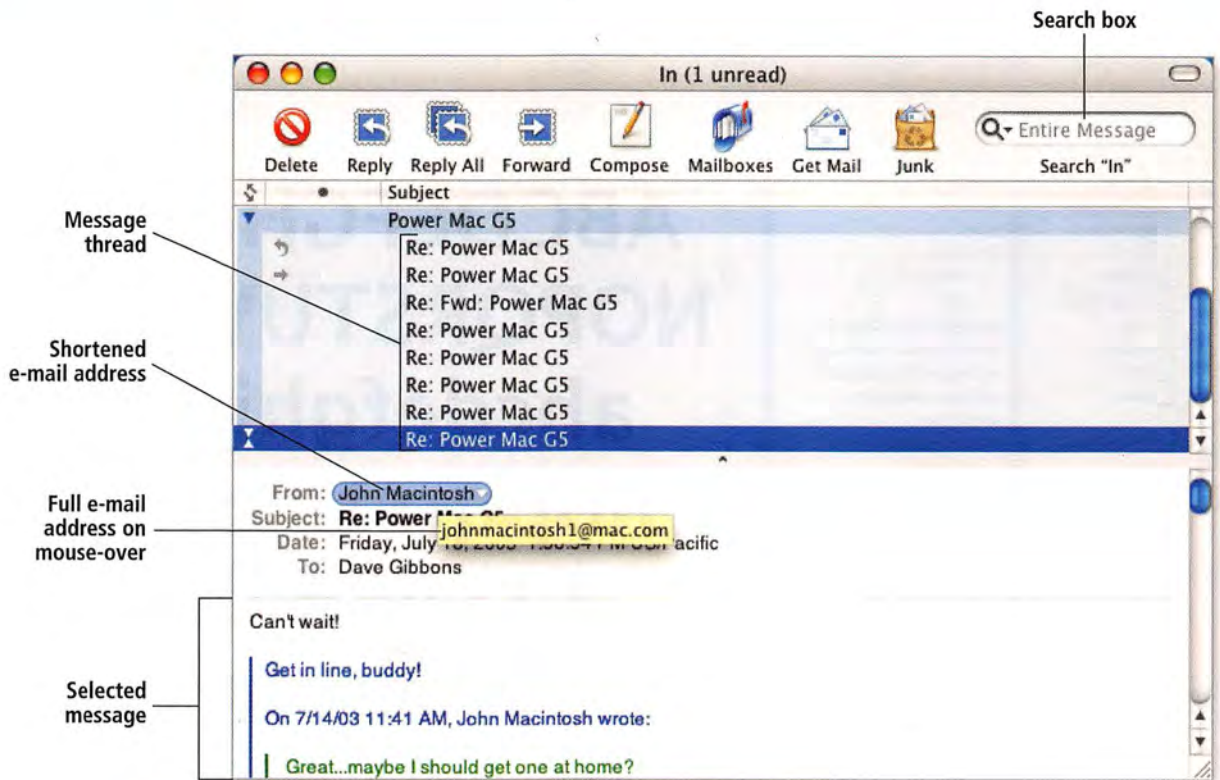 Search box
In (1 unread)
Entire Message
Delete Reply Reply All Forward Compose Mailboxes Get Mail Junk Search "In"
Subject
Message thread
Power Mac G5
Re: Power Mac G5
Re: Power Mac G5
Re: Fwd: Power Mac G5
Re: Power Mac G5
Re: Power Mac G5
Re: Power Mac G5
Re: Power Mac G5
Re: Power Mac G5
Shortened
e-mail address
From: John Macintosh
Full e-mail
address on
mouse-over
Subject: Re: Power Mac G5
johnmacintosh1@mac.com
Date: Friday, July
To: Dave Gibbons
Selected
message
Can't wait!
Get in line, buddy!
On 7/14/03 11:41 AM, John Macintosh wrote:
Great...maybe I should get one at home?